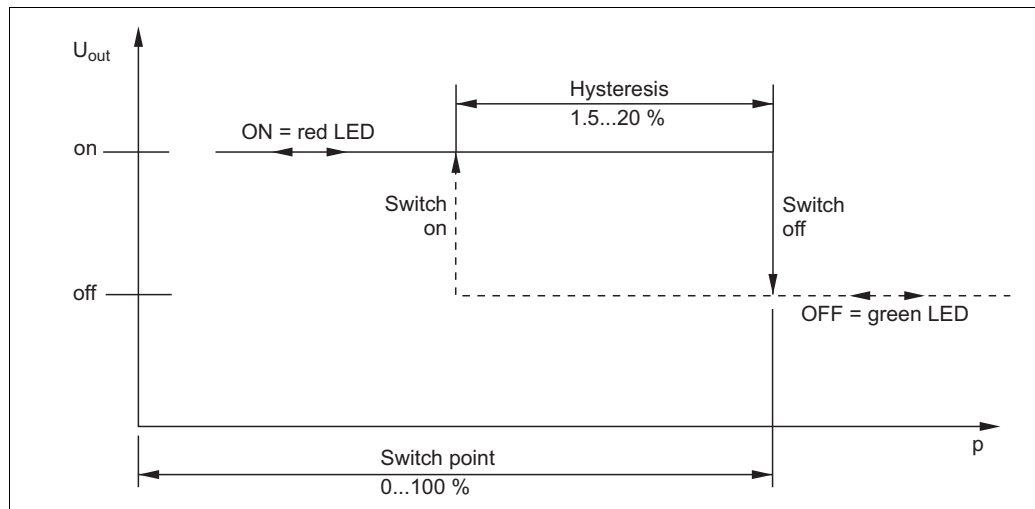 Uout
Hysteresis
1.5...20 %
ON = red LED
on
Switch
on
Switch
off
off
OFF = green LED
p
Switch point
0...100 %